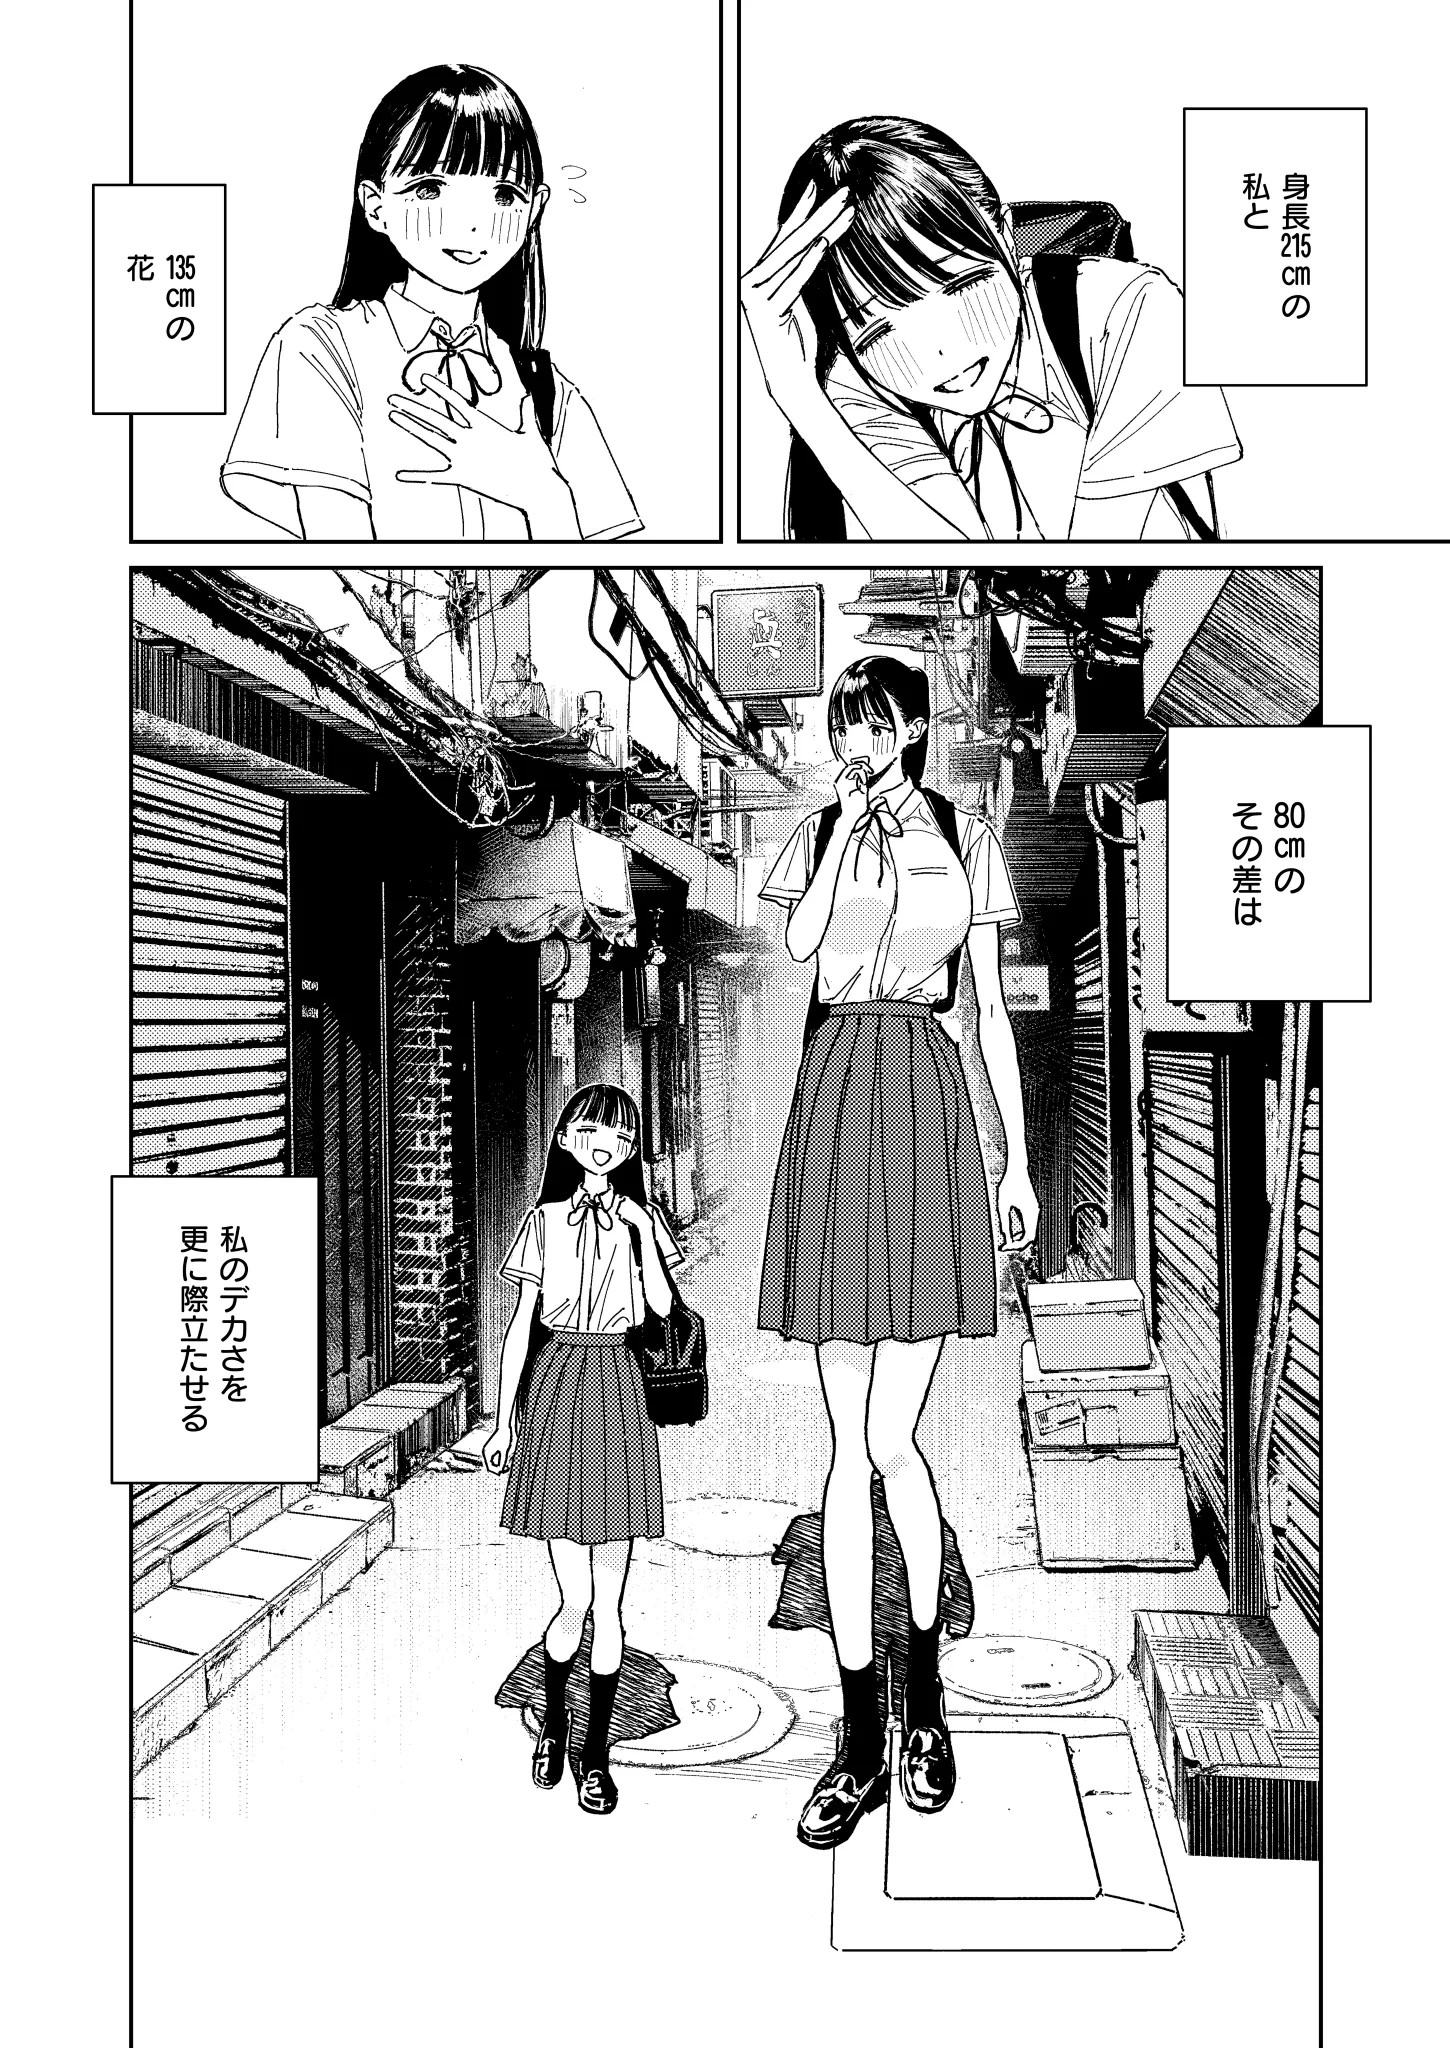 身長215cmの
私と
135cmの
花
80cmの
その差は
私のデカさを
更に際立たせる